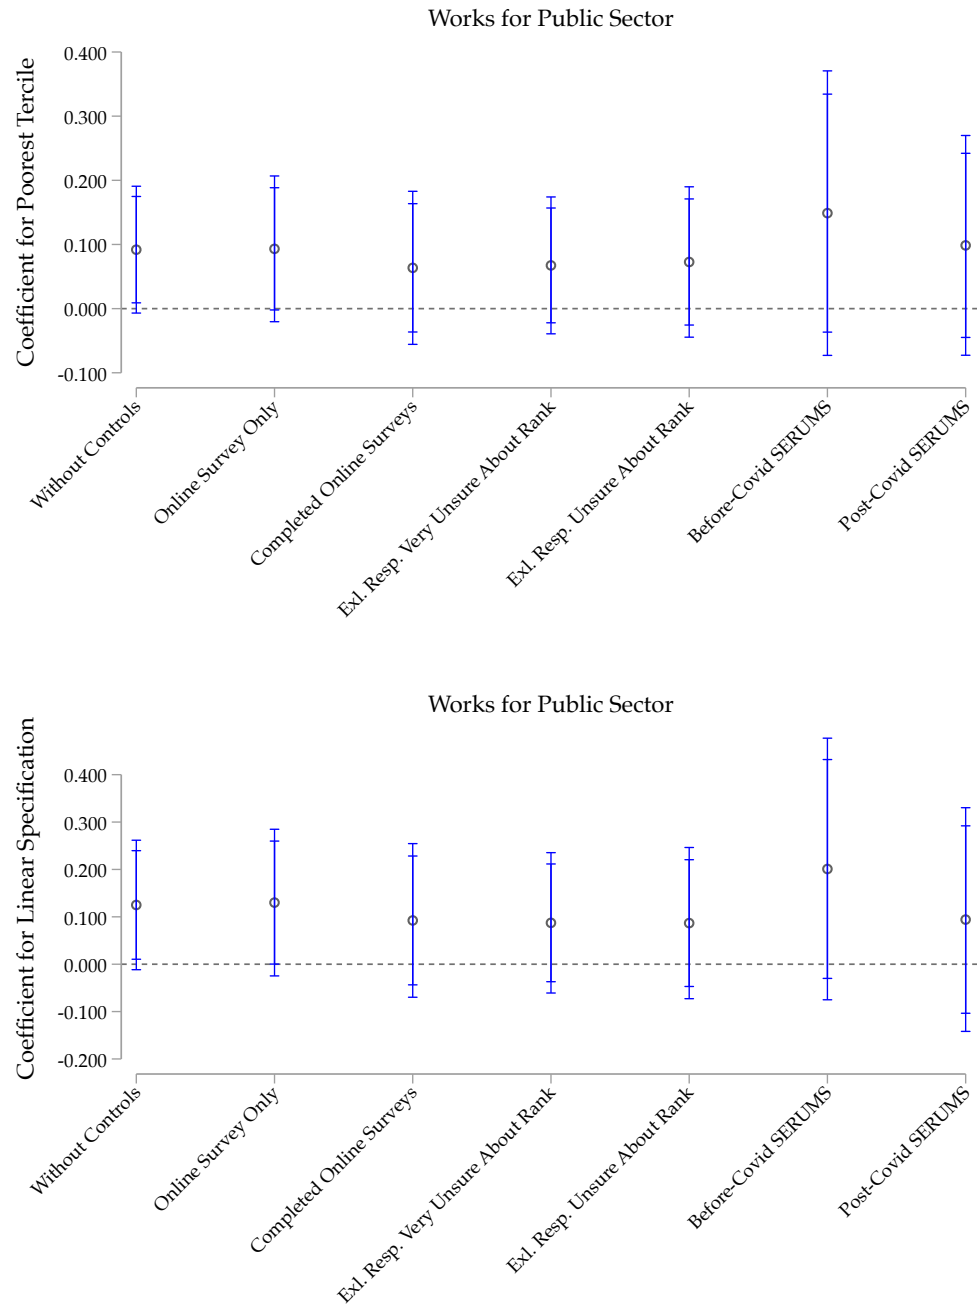 Works for Public Sector
Coefficient for Poorest Tercile
0.400
0.300
0.200
0.100
0.000
-0.100
Without Controls
Online Survey Only
Completed Online Surveys
Exl. Resp. Very Unsure About Rank
Exl. Resp. Unsure About Rank
Before-Covid SERUMS
Post-Covid SERUMS
Works for Public Sector
Coefficient for Linear Specification
0.400
0.300
0.200
0.100
0.000
-0.100
-0.200
Without Controls
Online Survey Only
Completed Online Surveys
Exl. Resp. Very Unsure About Rank
Exl. Resp. Unsure About Rank
Before-Covid SERUMS
Post-Covid SERUMS